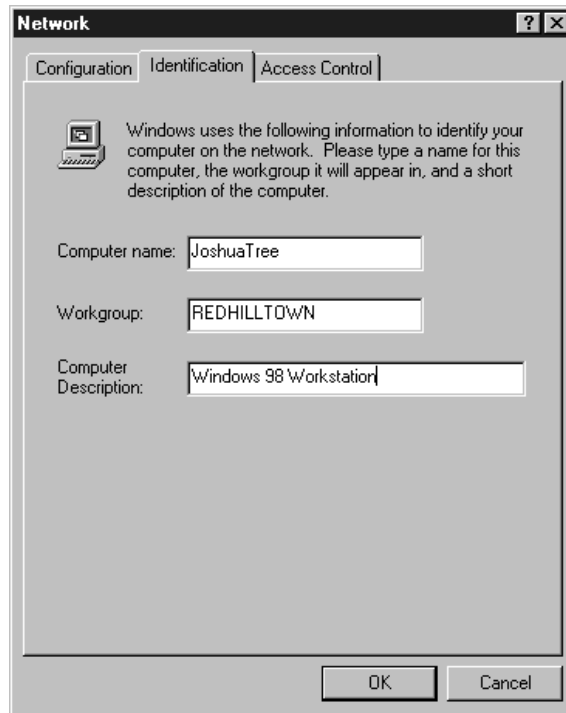 Network
Configuration Identification Access Control
Windows uses the following information to identify your
computer on the network. Please type a name for this
computer, the workgroup it will appear in, and a short
description of the computer.
Computer name: JoshuaTree
Workgroup: REDHILLTOWN
Computer
Description: Windows 98 Workstation
OK Cancel